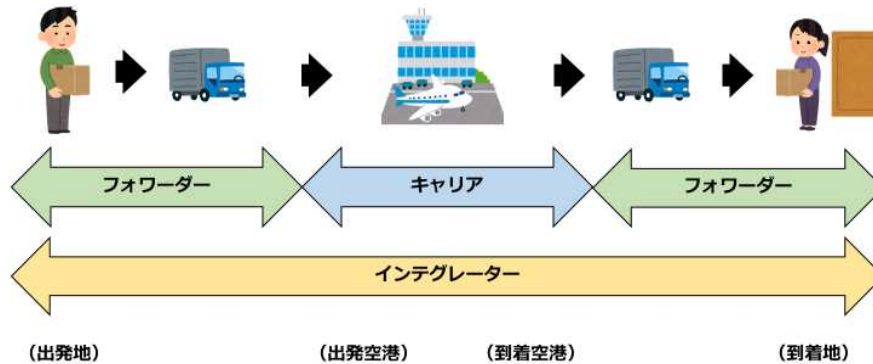 フォワーダー
キャリア
フォワーダー
インテグレーター
（出発地）
（出発空港）
（到着空港）
（到着地）